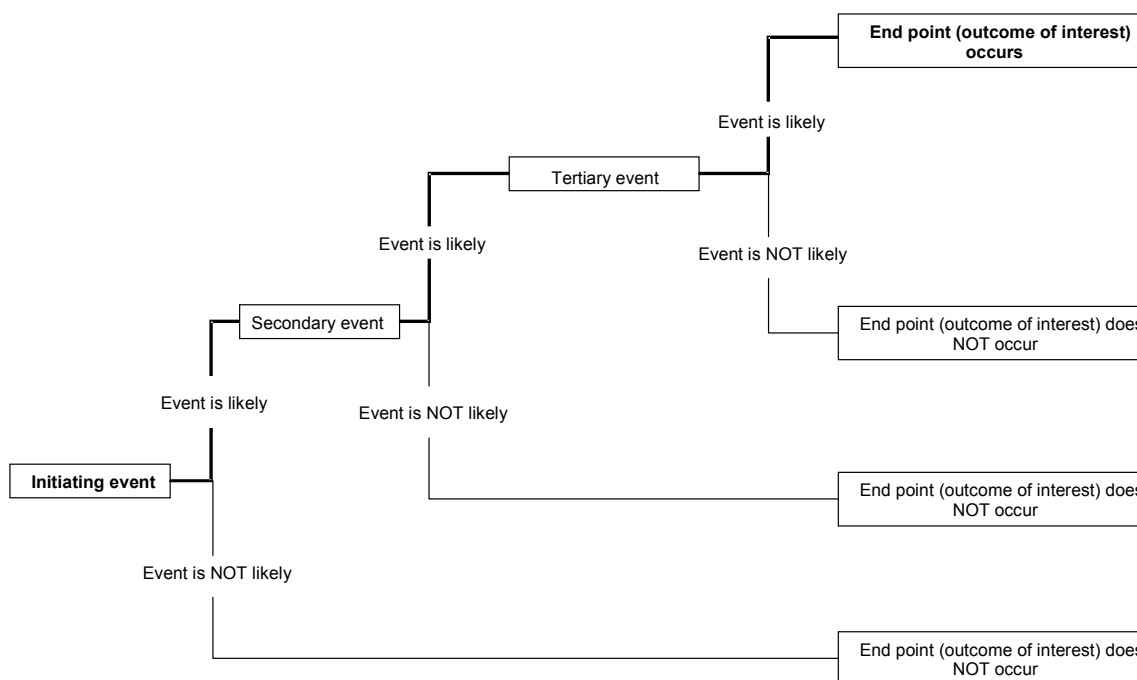 End point (outcome of interest)
occurs
Event is likely
Tertiary event
Event is likely
Event is NOT likely
Secondary event
End point (outcome of interest) does
NOT occur
Event is likely
Event is NOT likely
Initiating event
End point (outcome of interest) does
NOT occur
Event is NOT likely
End point (outcome of interest) does
NOT occur